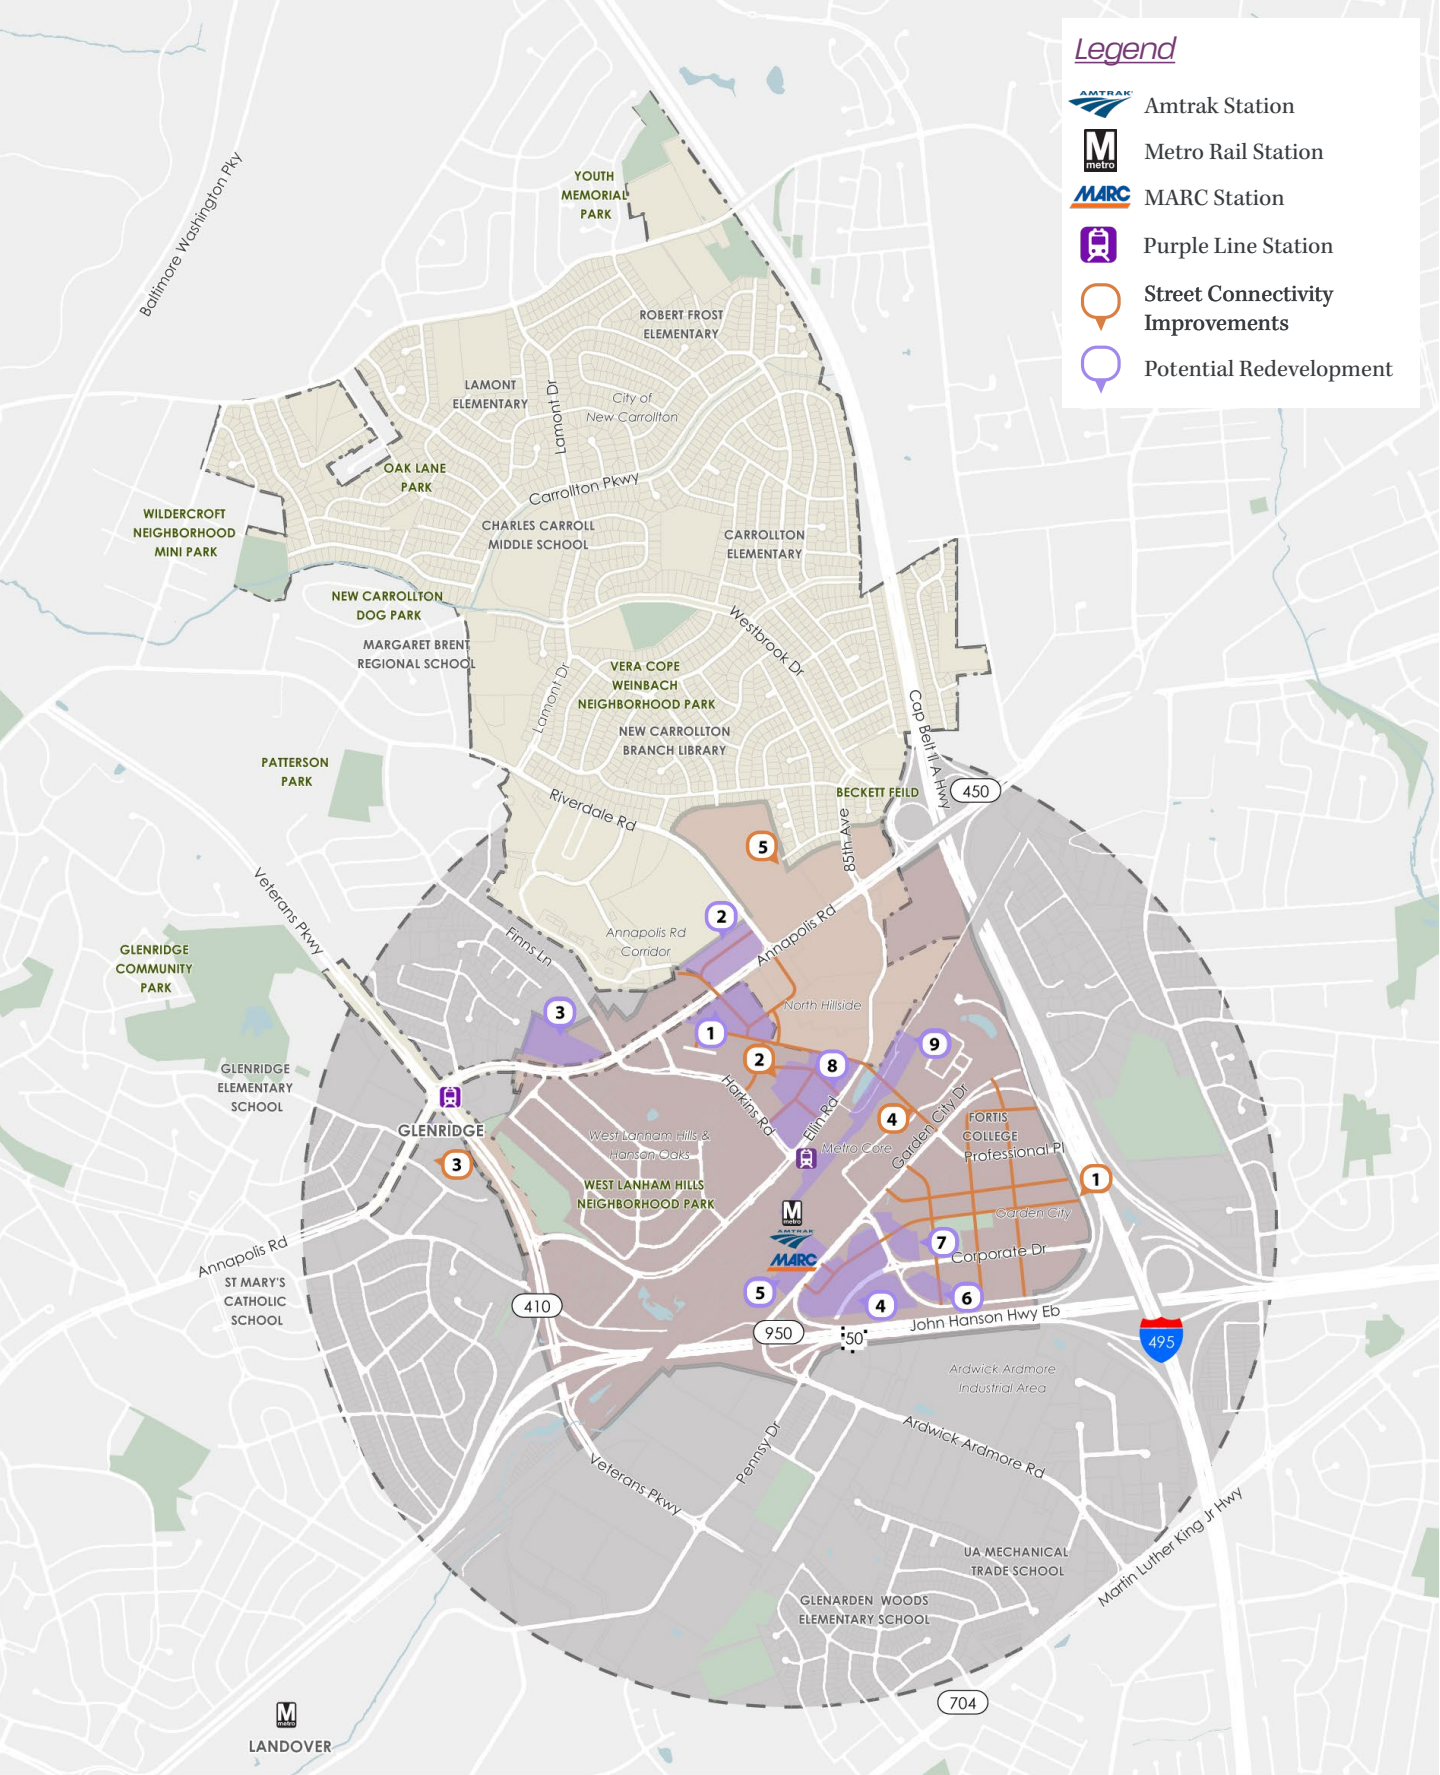 Legend
AMTRAK
Amtrak Station
M
metro
Metro Rail Station
MARC
MARC Station
Purple Line Station
Street Connectivity
Improvements
Potential Redevelopment
Baltimore Washington Pky
YOUTH
MEMORIAL
PARK
ROBERT FROST
ELEMENTARY
LAMONT
ELEMENTARY
Lamont Dr
City of
New Carrollton
OAK LANE
PARK
Carrollton Pkwy
WILDERCROFT
NEIGHBORHOOD
MINI PARK
CHARLES CARROLL
MIDDLE SCHOOL
CARROLLTON
ELEMENTARY
NEW CARROLLTON
DOG PARK
MARGARET BRENT
REGIONAL SCHOOL
Westbrook Dr
Lamont Dr
VERA COPE
WEINBACH
NEIGHBORHOOD PARK
NEW CARROLLTON
BRANCH LIBRARY
Cap Belt Il A Hwy
PATTERSON
PARK
BECKETT FEILD
450
Riverdale Rd
85th Ave
5
Veterans Pkwy
2
Annapolis Rd
Finns Ln
Annapolis Rd
Corridor
GLENRIDGE
COMMUNITY
PARK
North Hillside
3
1
9
2
8
GLENRIDGE
ELEMENTARY
SCHOOL
Harkins Rd
Ellin Rd
4
Garden City Dr
FORTIS
COLLEGE
GLENRIDGE
West Lanham Hills &
Hanson Oaks
Metro Core
Professional Pl
3
1
WEST LANHAM HILLS
NEIGHBORHOOD PARK
M
metro
AMTRAK
MARC
Garden City
7
Corporate Dr
Annapolis Rd
ST MARY'S
CATHOLIC
SCHOOL
5
4
6
410
950
50
John Hanson Hwy Eb
495
Ardwick Ardmore
Industrial Area
Ardwick Ardmore Rd
Pennsy Dr
Veterans Pkwy
Martin Luther King Jr Hwy
UA MECHANICAL
TRADE SCHOOL
GLENARDEN WOODS
ELEMENTARY SCHOOL
704
M
metro
LANDOVER